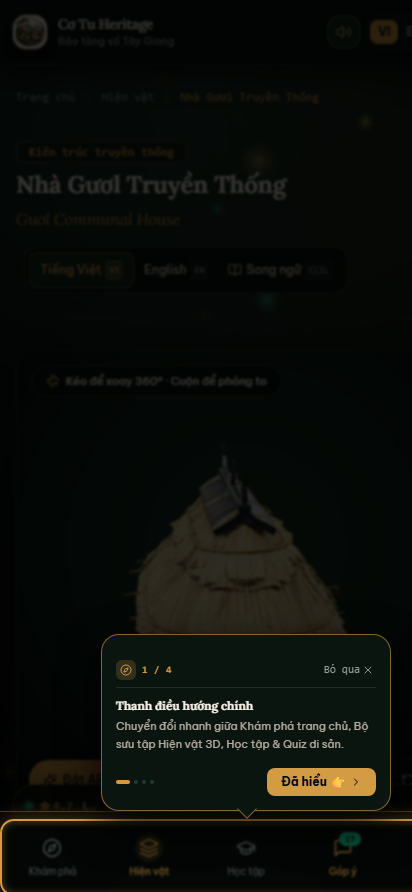 Cơ Tu Heritage
Bảo tàng số Tây Giang
VI
Trang chủ
Hiện vật
Nhà Gươl Truyền Thống
Kiến trúc truyền thống
Nhà Gươl Truyền Thống
Guol Communal House
Tiếng Việt
English
Song ngữ
Kéo để xoay 360° · Cuộn để phóng to
1 / 4
Bỏ qua
Thanh điều hướng chính
Chuyển đổi nhanh giữa Khám phá trang chủ, Bộ
sưu tập Hiện vật 3D, Học tập & Quiz di sản.
Đã hiểu 👉
Khám phá
Hiện vật
Học tập
Góp ý